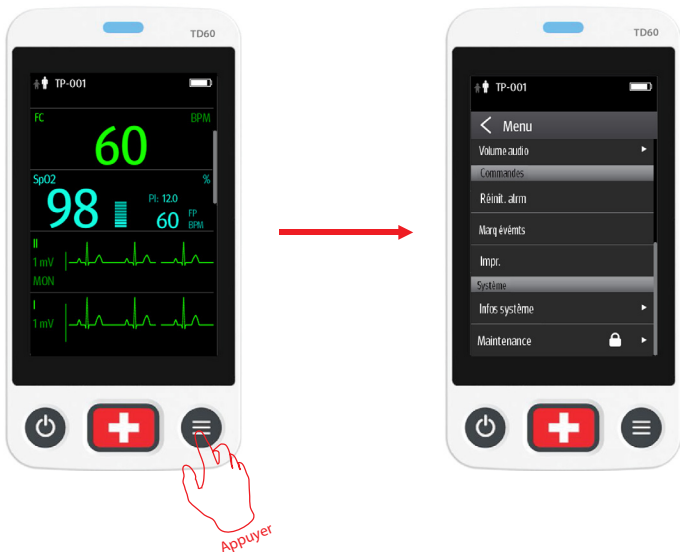 TD60
TP-001
FC BPM
60
SpO2 %
98 PI: 12.0
60 FP
BPM
II
1 mV
MON
I
1 mV
Appuyer
TD60
TP-001
Menu
Volume audio
Commandes
Réinit. alrm
Marq évémts
Impr.
Système
Infos système
Maintenance